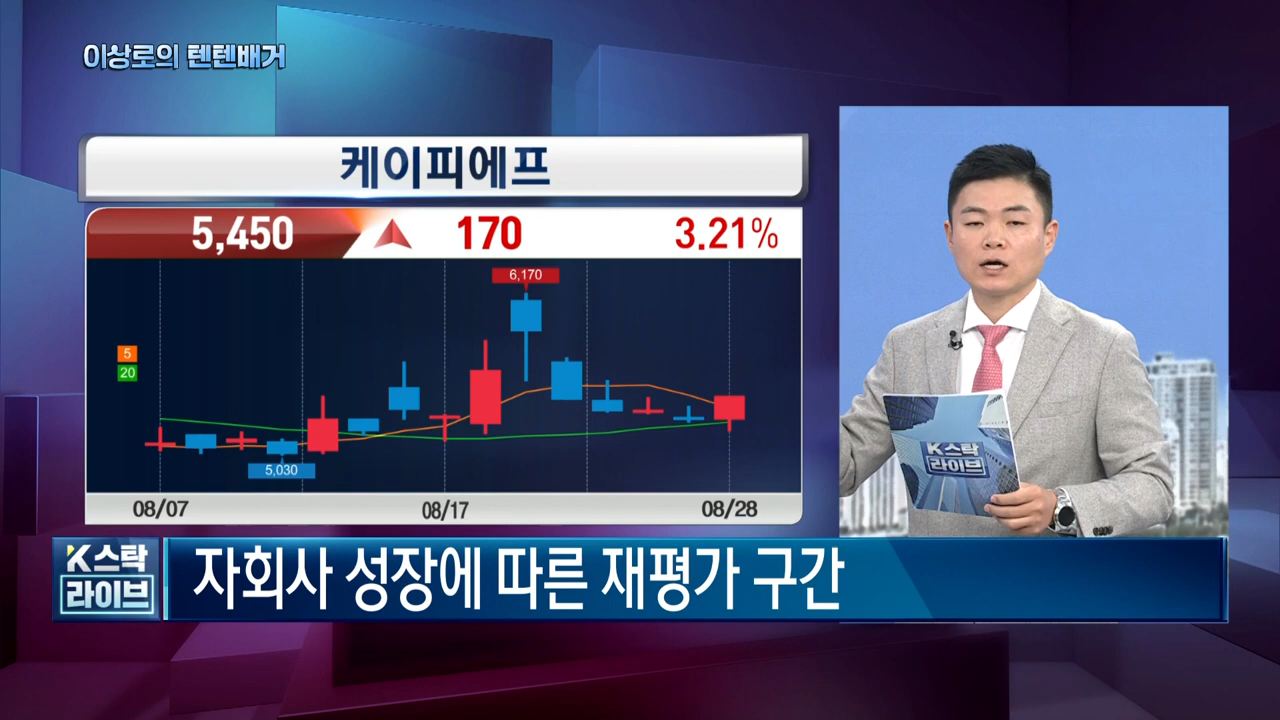 이상로의 텐텐배거
케이피에프
5,450 170 3.21%
6,170
5
20
5,030
08/07 08/17 08/28
K스탁
라이브
K스탁
라이브
자회사 성장에 따른 재평가 구간